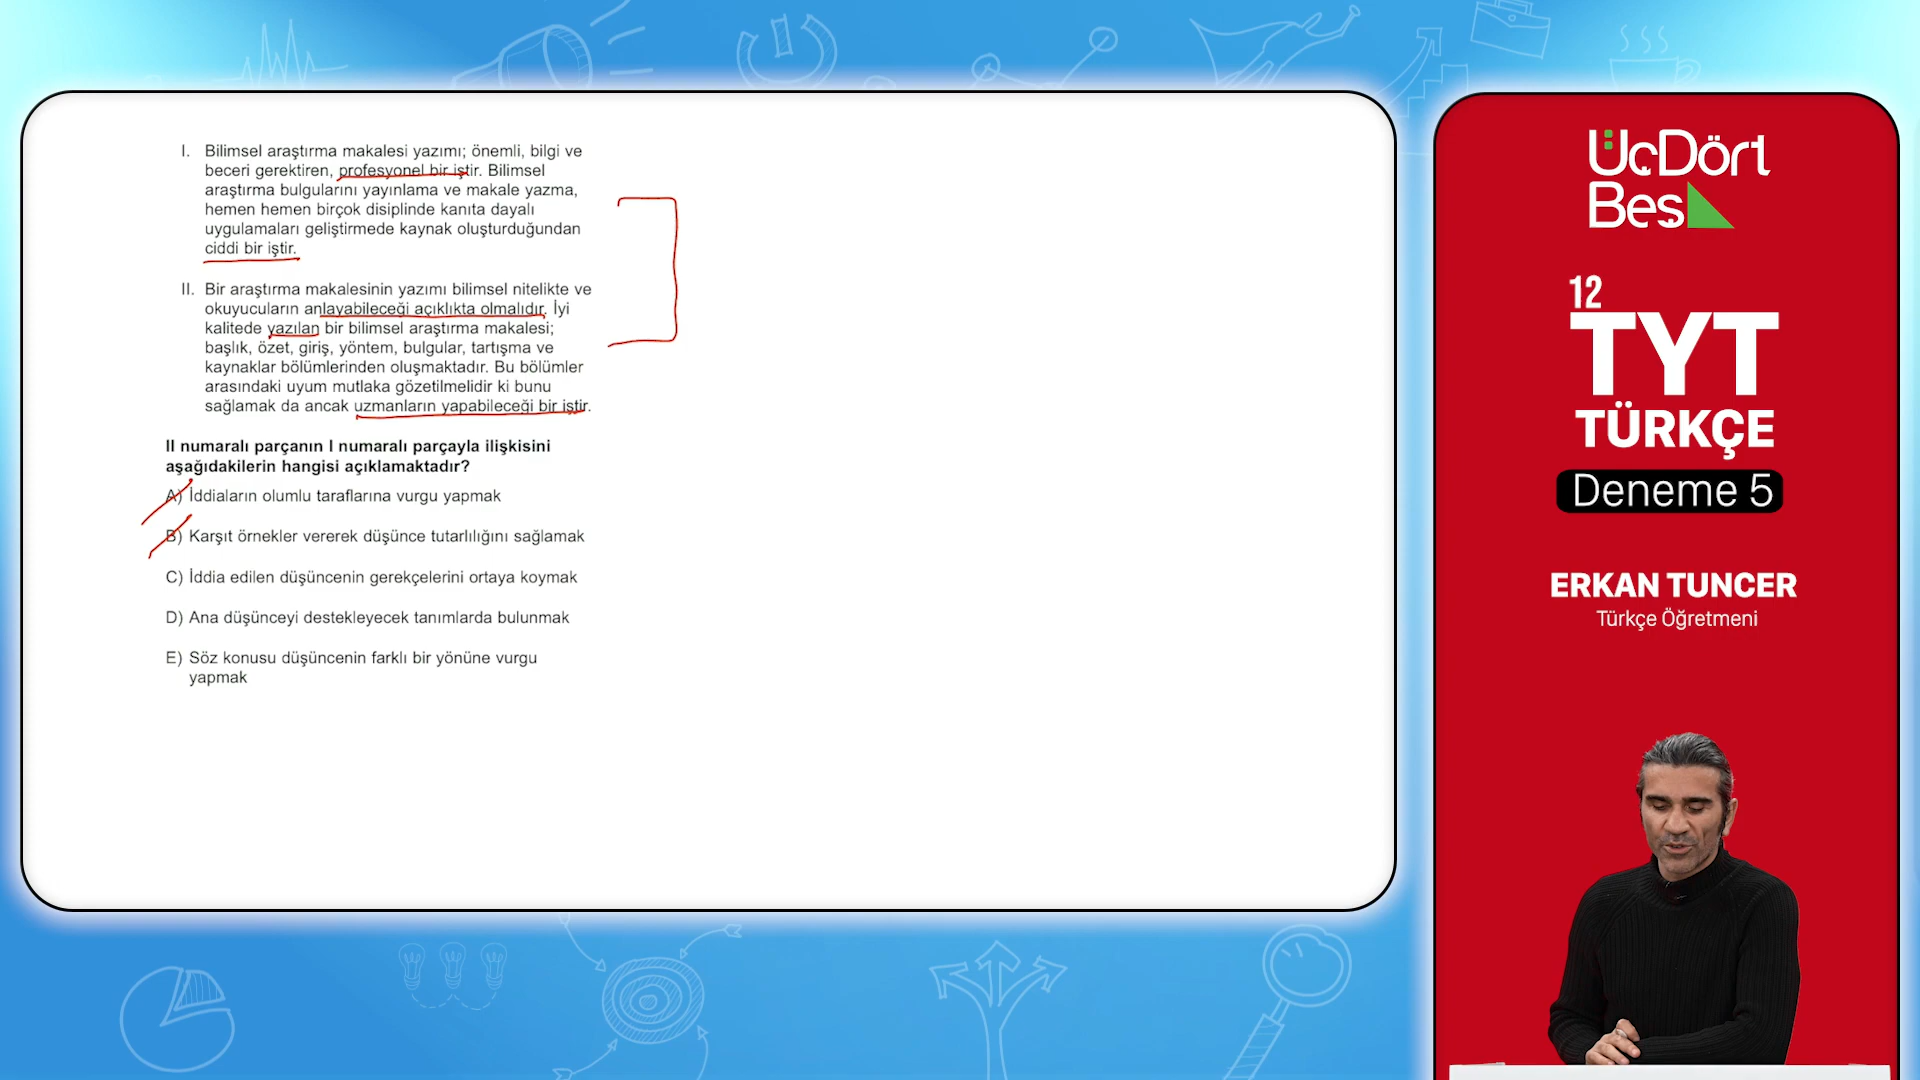 I. Bilimsel araştırma makalesi yazımı; önemli, bilgi ve
beceri gerektiren, profesyonel bir iştir. Bilimsel
araştırma bulgularını yayınlama ve makale yazma,
hemen hemen birçok disiplinde kanıta dayalı
uygulamaları geliştirmede kaynak oluşturduğundan
ciddi bir iştir.
II. Bir araştırma makalesinin yazımı bilimsel nitelikte ve
okuyucuların anlayabileceği açıklıkta olmalıdır. İyi
kalitede yazılan bir bilimsel araştırma makalesi;
başlık, özet, giriş, yöntem, bulgular, tartışma ve
kaynaklar bölümlerinden oluşmaktadır. Bu bölümler
arasındaki uyum mutlaka gözetilmelidir ki bunu
sağlamak da ancak uzmanların yapabileceği bir iştir.
II numaralı parçanın I numaralı parçayla ilişkisini
aşağıdakilerin hangisi açıklamaktadır?
A) İddiaların olumlu taraflarına vurgu yapmak
B) Karşıt örnekler vererek düşünce tutarlılığını sağlamak
C) İddia edilen düşüncenin gerekçelerini ortaya koymak
D) Ana düşünceyi destekleyecek tanımlarda bulunmak
E) Söz konusu düşüncenin farklı bir yönüne vurgu
yapmak
ÜçDört
Beş
12
TYT
TÜRKÇE
Deneme 5
ERKAN TUNCER
Türkçe Öğretmeni